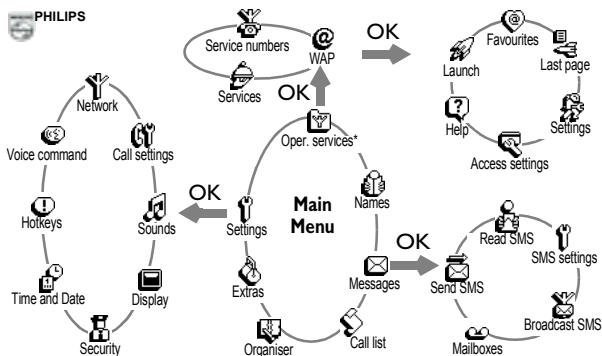 PHILIPS
Service numbers
@
WAP
Services
OK
OK
@
Favourites
Last page
Launch
?
Help
Settings
Access settings
Network
Voice command
Call settings
Hotkeys
Sounds
Time and Date
Display
Security
OK
Oper. services*
Main
Menu
Names
Settings
Extras
Messages
Organiser
Call list
OK
Read SMS
SMS settings
Send SMS
Broadcast SMS
Mailboxes